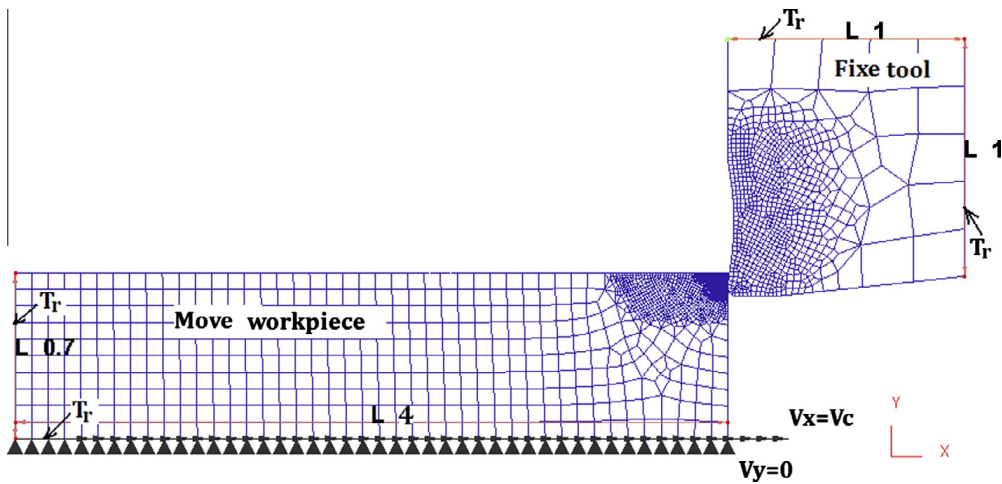 Tr
L 1
Fixe tool
L 1
Tr
Tr
Move workpiece
L 0.7
Tr
L 4
Vx=Vc
Vy=0
Y
X